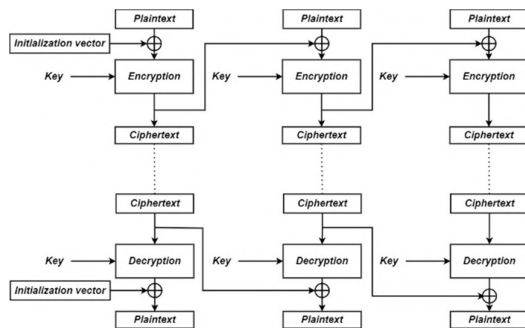 Plaintext Plaintext Plaintext
Initialization vector
Key Encryption Key Encryption Key Encryption
Ciphertext Ciphertext Ciphertext
Ciphertext Ciphertext Ciphertext
Key Decryption Key Decryption Key Decryption
Initialization vector
Plaintext Plaintext Plaintext